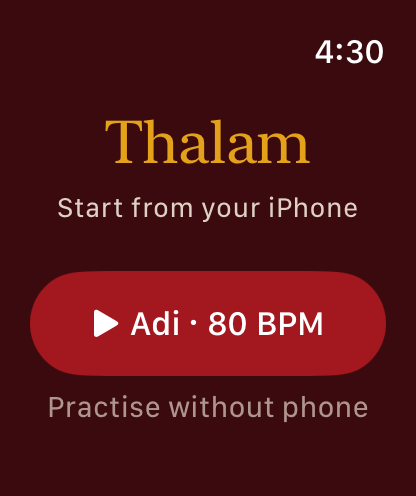 4:30
Thalam
Start from your iPhone
Adi · 80 BPM
Practise without phone